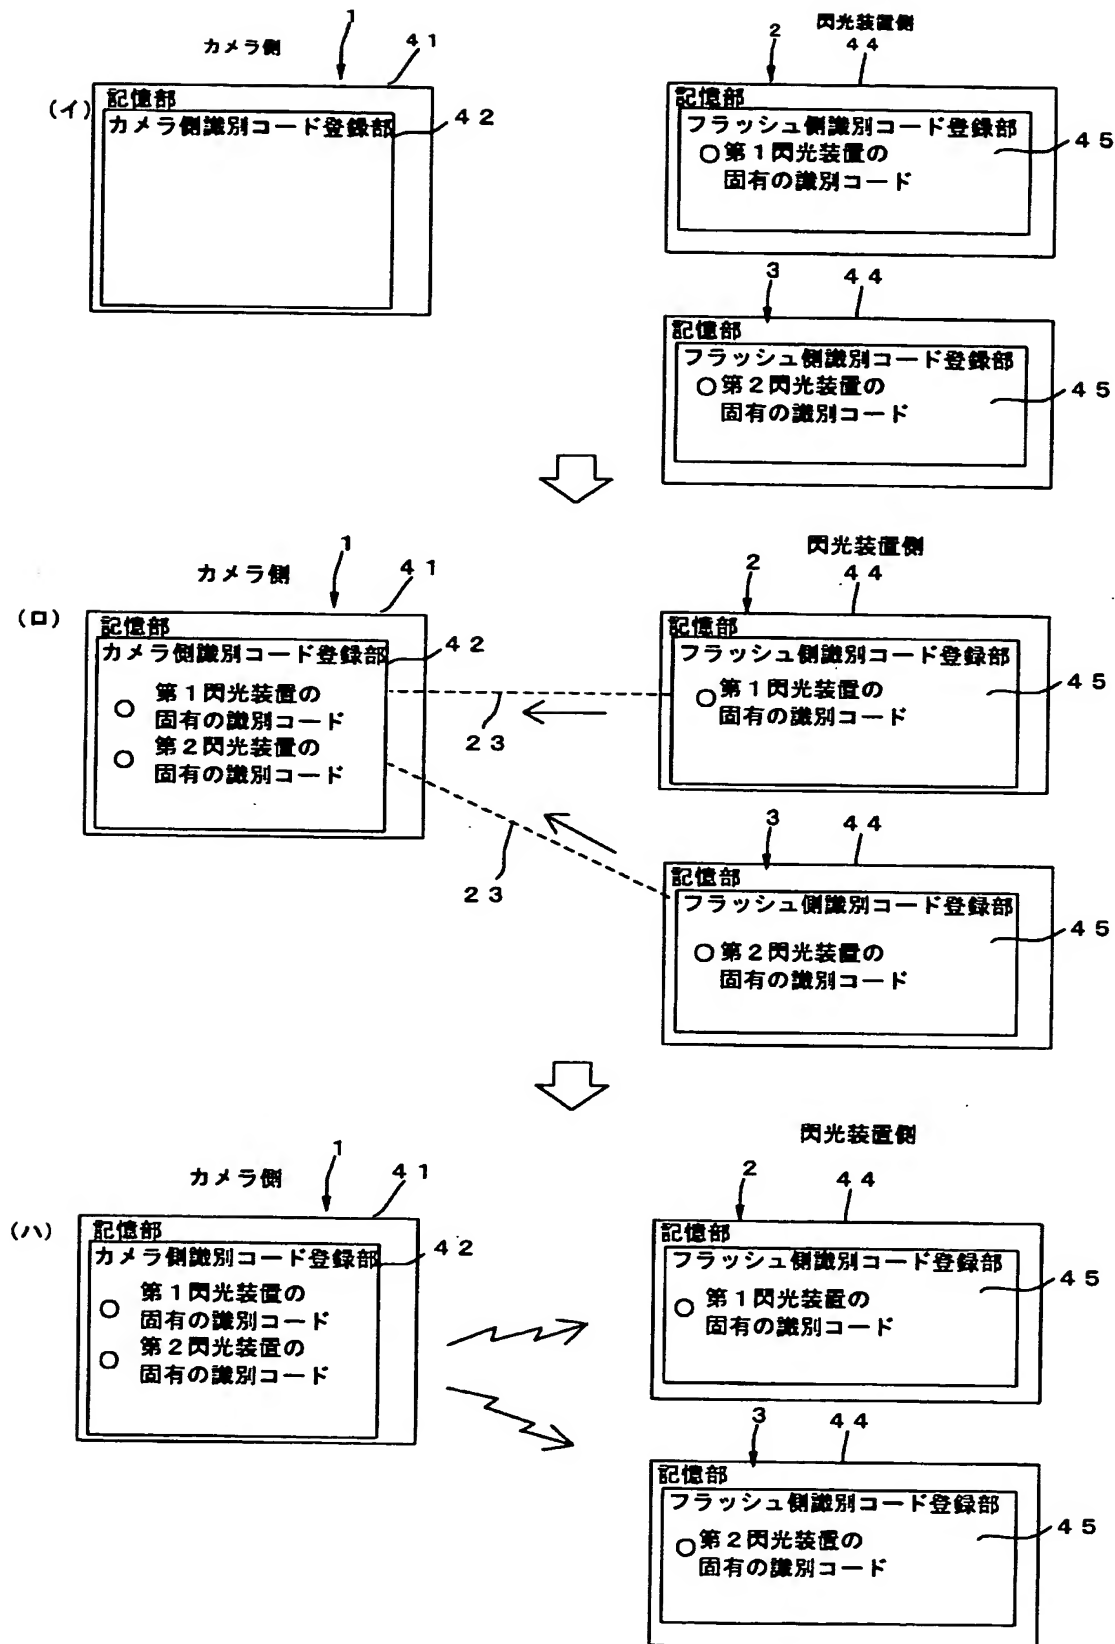 カメラ側
1
41
(イ)
記憶部
カメラ側識別コード登録部
42
閃光装置側
2
44
記憶部
フラッシュ側識別コード登録部
○第1閃光装置の
固有の識別コード
45
3
44
記憶部
フラッシュ側識別コード登録部
○第2閃光装置の
固有の識別コード
45
(ロ)
カメラ側
1
41
記憶部
カメラ側識別コード登録部
42
○ 第1閃光装置の
固有の識別コード
○ 第2閃光装置の
固有の識別コード
23
23
閃光装置側
2
44
記憶部
フラッシュ側識別コード登録部
○第1閃光装置の
固有の識別コード
45
3
44
記憶部
フラッシュ側識別コード登録部
○第2閃光装置の
固有の識別コード
45
(ハ)
カメラ側
1
41
記憶部
カメラ側識別コード登録部
42
○ 第1閃光装置の
固有の識別コード
○ 第2閃光装置の
固有の識別コード
閃光装置側
2
44
記憶部
フラッシュ側識別コード登録部
○第1閃光装置の
固有の識別コード
45
3
44
記憶部
フラッシュ側識別コード登録部
○第2閃光装置の
固有の識別コード
45